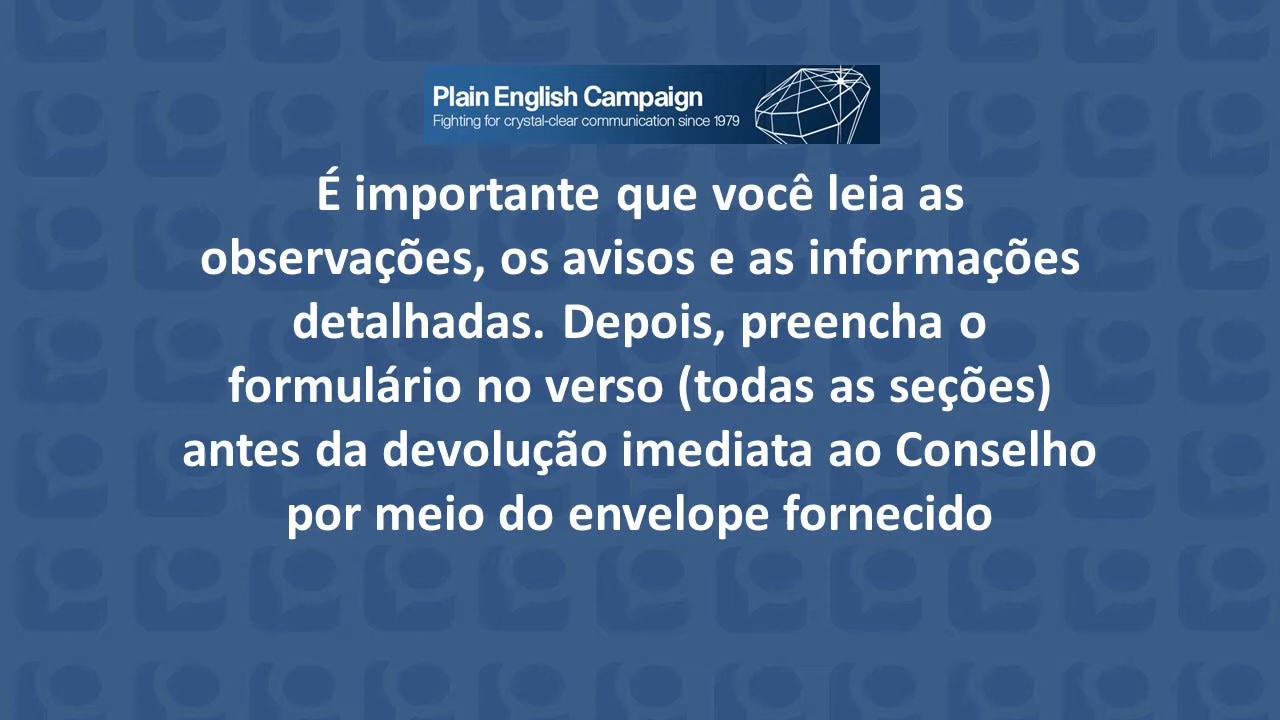 Plain English Campaign
Fighting for crystal-clear communication since 1979
É importante que você leia as
observações, os avisos e as informações
detalhadas. Depois, preencha o
formulário no verso (todas as seções)
antes da devolução imediata ao Conselho
por meio do envelope fornecido